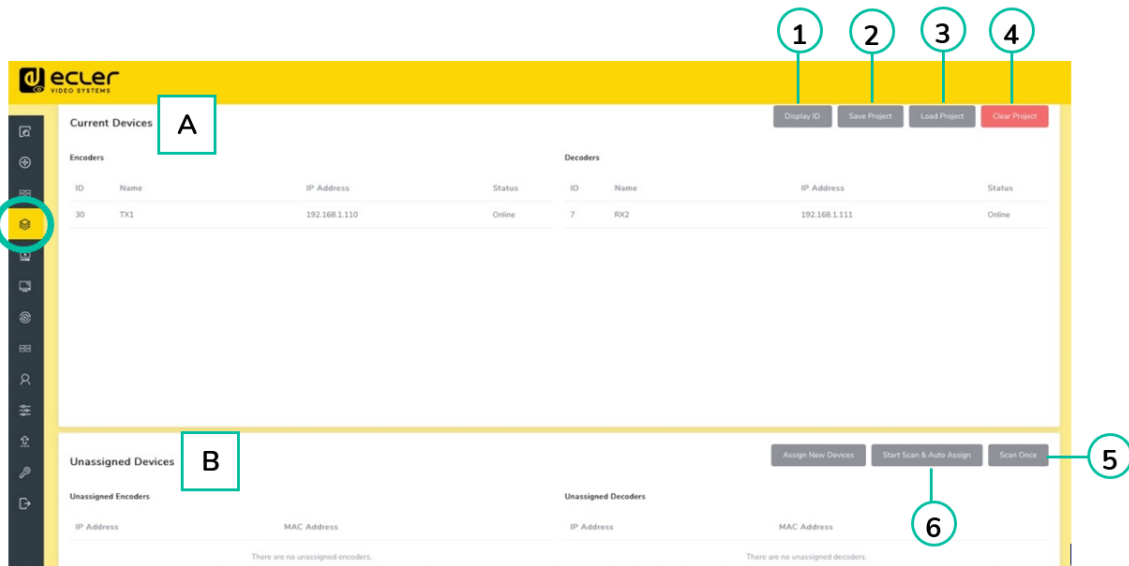 1 2 3 4
ecler
VIDEO SYSTEMS
Current Devices A Display ID Save Project Load Project Clear Project
Encoders Decoders
ID Name IP Address Status ID Name IP Address Status
30 TX1 192.168.1.110 Online 7 RX2 192.168.1.111 Online
Unassigned Devices B Assign New Devices Start Scan & Auto Assign Scan Once 5
Unassigned Encoders Unassigned Decoders
IP Address MAC Address IP Address MAC Address
6
There are no unassigned encoders. There are no unassigned decoders.